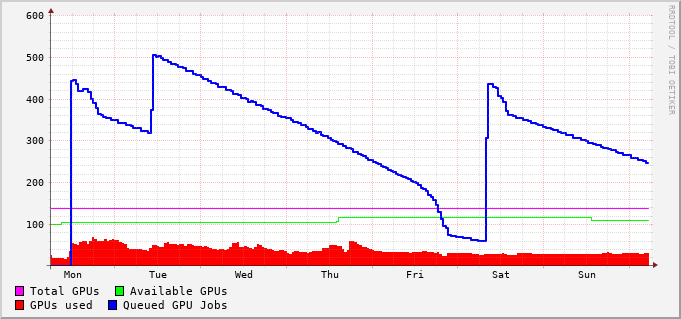 RRDTOOL / TOBI OETIKER
600
500
400
300
200
100
Mon Tue Wed Thu Fri Sat Sun
Total GPUs Available GPUs
GPUs used Queued GPU Jobs